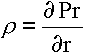 ρ = ∂ Pr / ∂ r